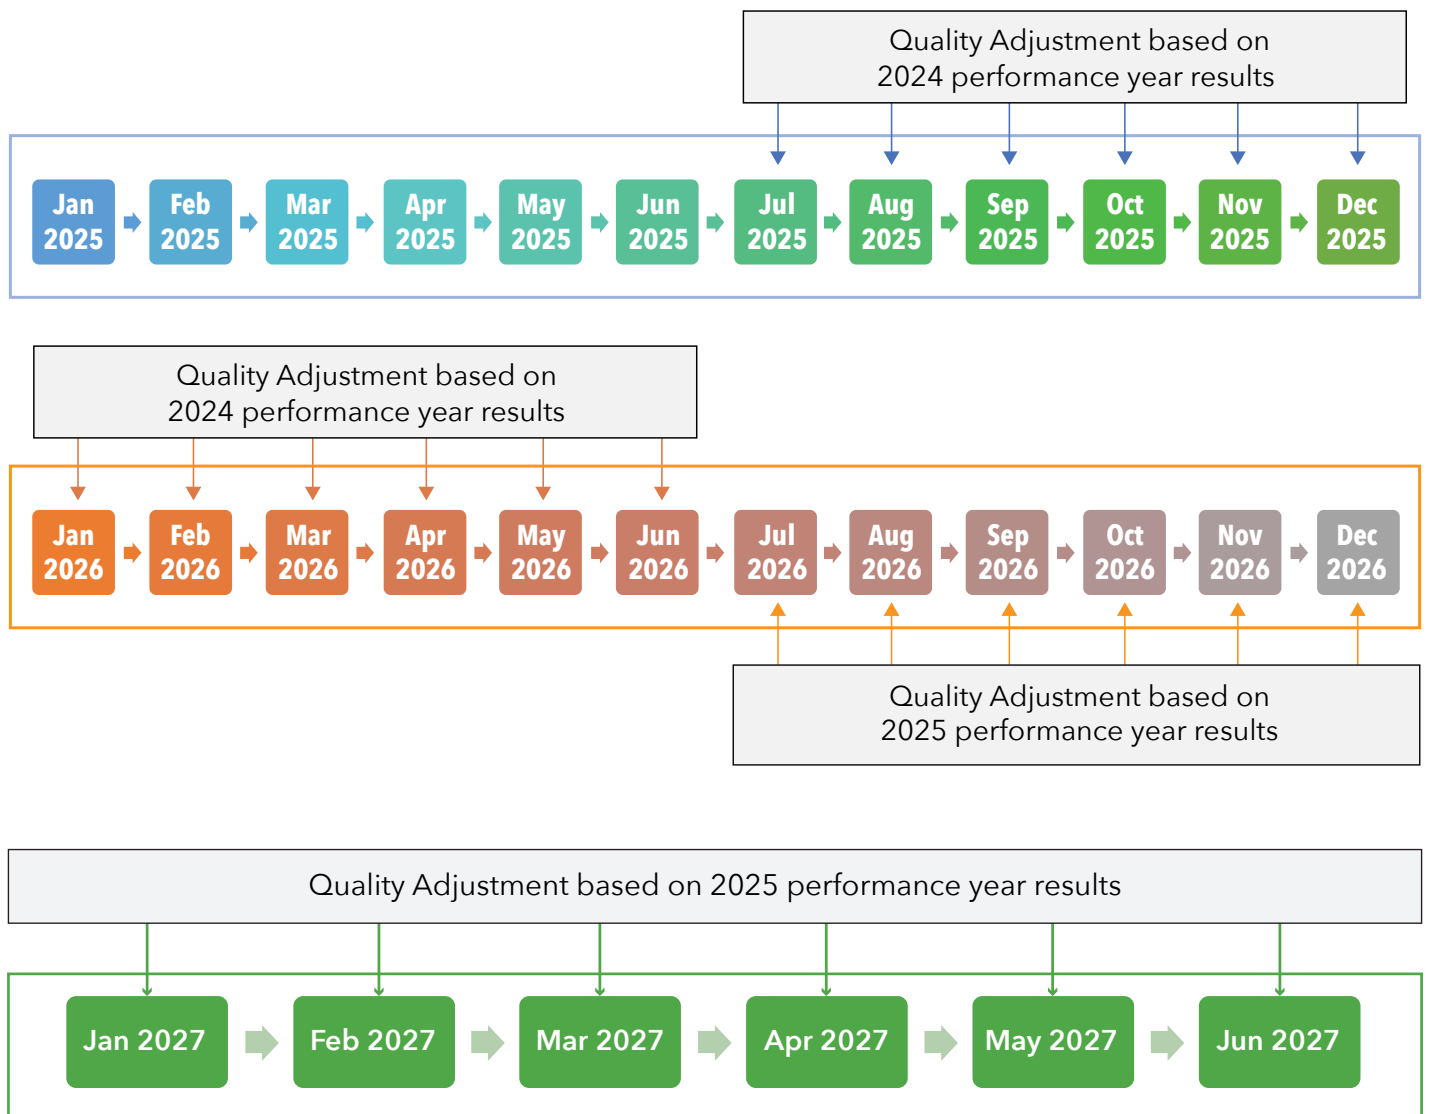 Quality Adjustment based on
2024 performance year results
Jan
2025
Feb
2025
Mar
2025
Apr
2025
May
2025
Jun
2025
Jul
2025
Aug
2025
Sep
2025
Oct
2025
Nov
2025
Dec
2025
Quality Adjustment based on
2024 performance year results
Jan
2026
Feb
2026
Mar
2026
Apr
2026
May
2026
Jun
2026
Jul
2026
Aug
2026
Sep
2026
Oct
2026
Nov
2026
Dec
2026
Quality Adjustment based on
2025 performance year results
Quality Adjustment based on 2025 performance year results
Jan 2027
Feb 2027
Mar 2027
Apr 2027
May 2027
Jun 2027